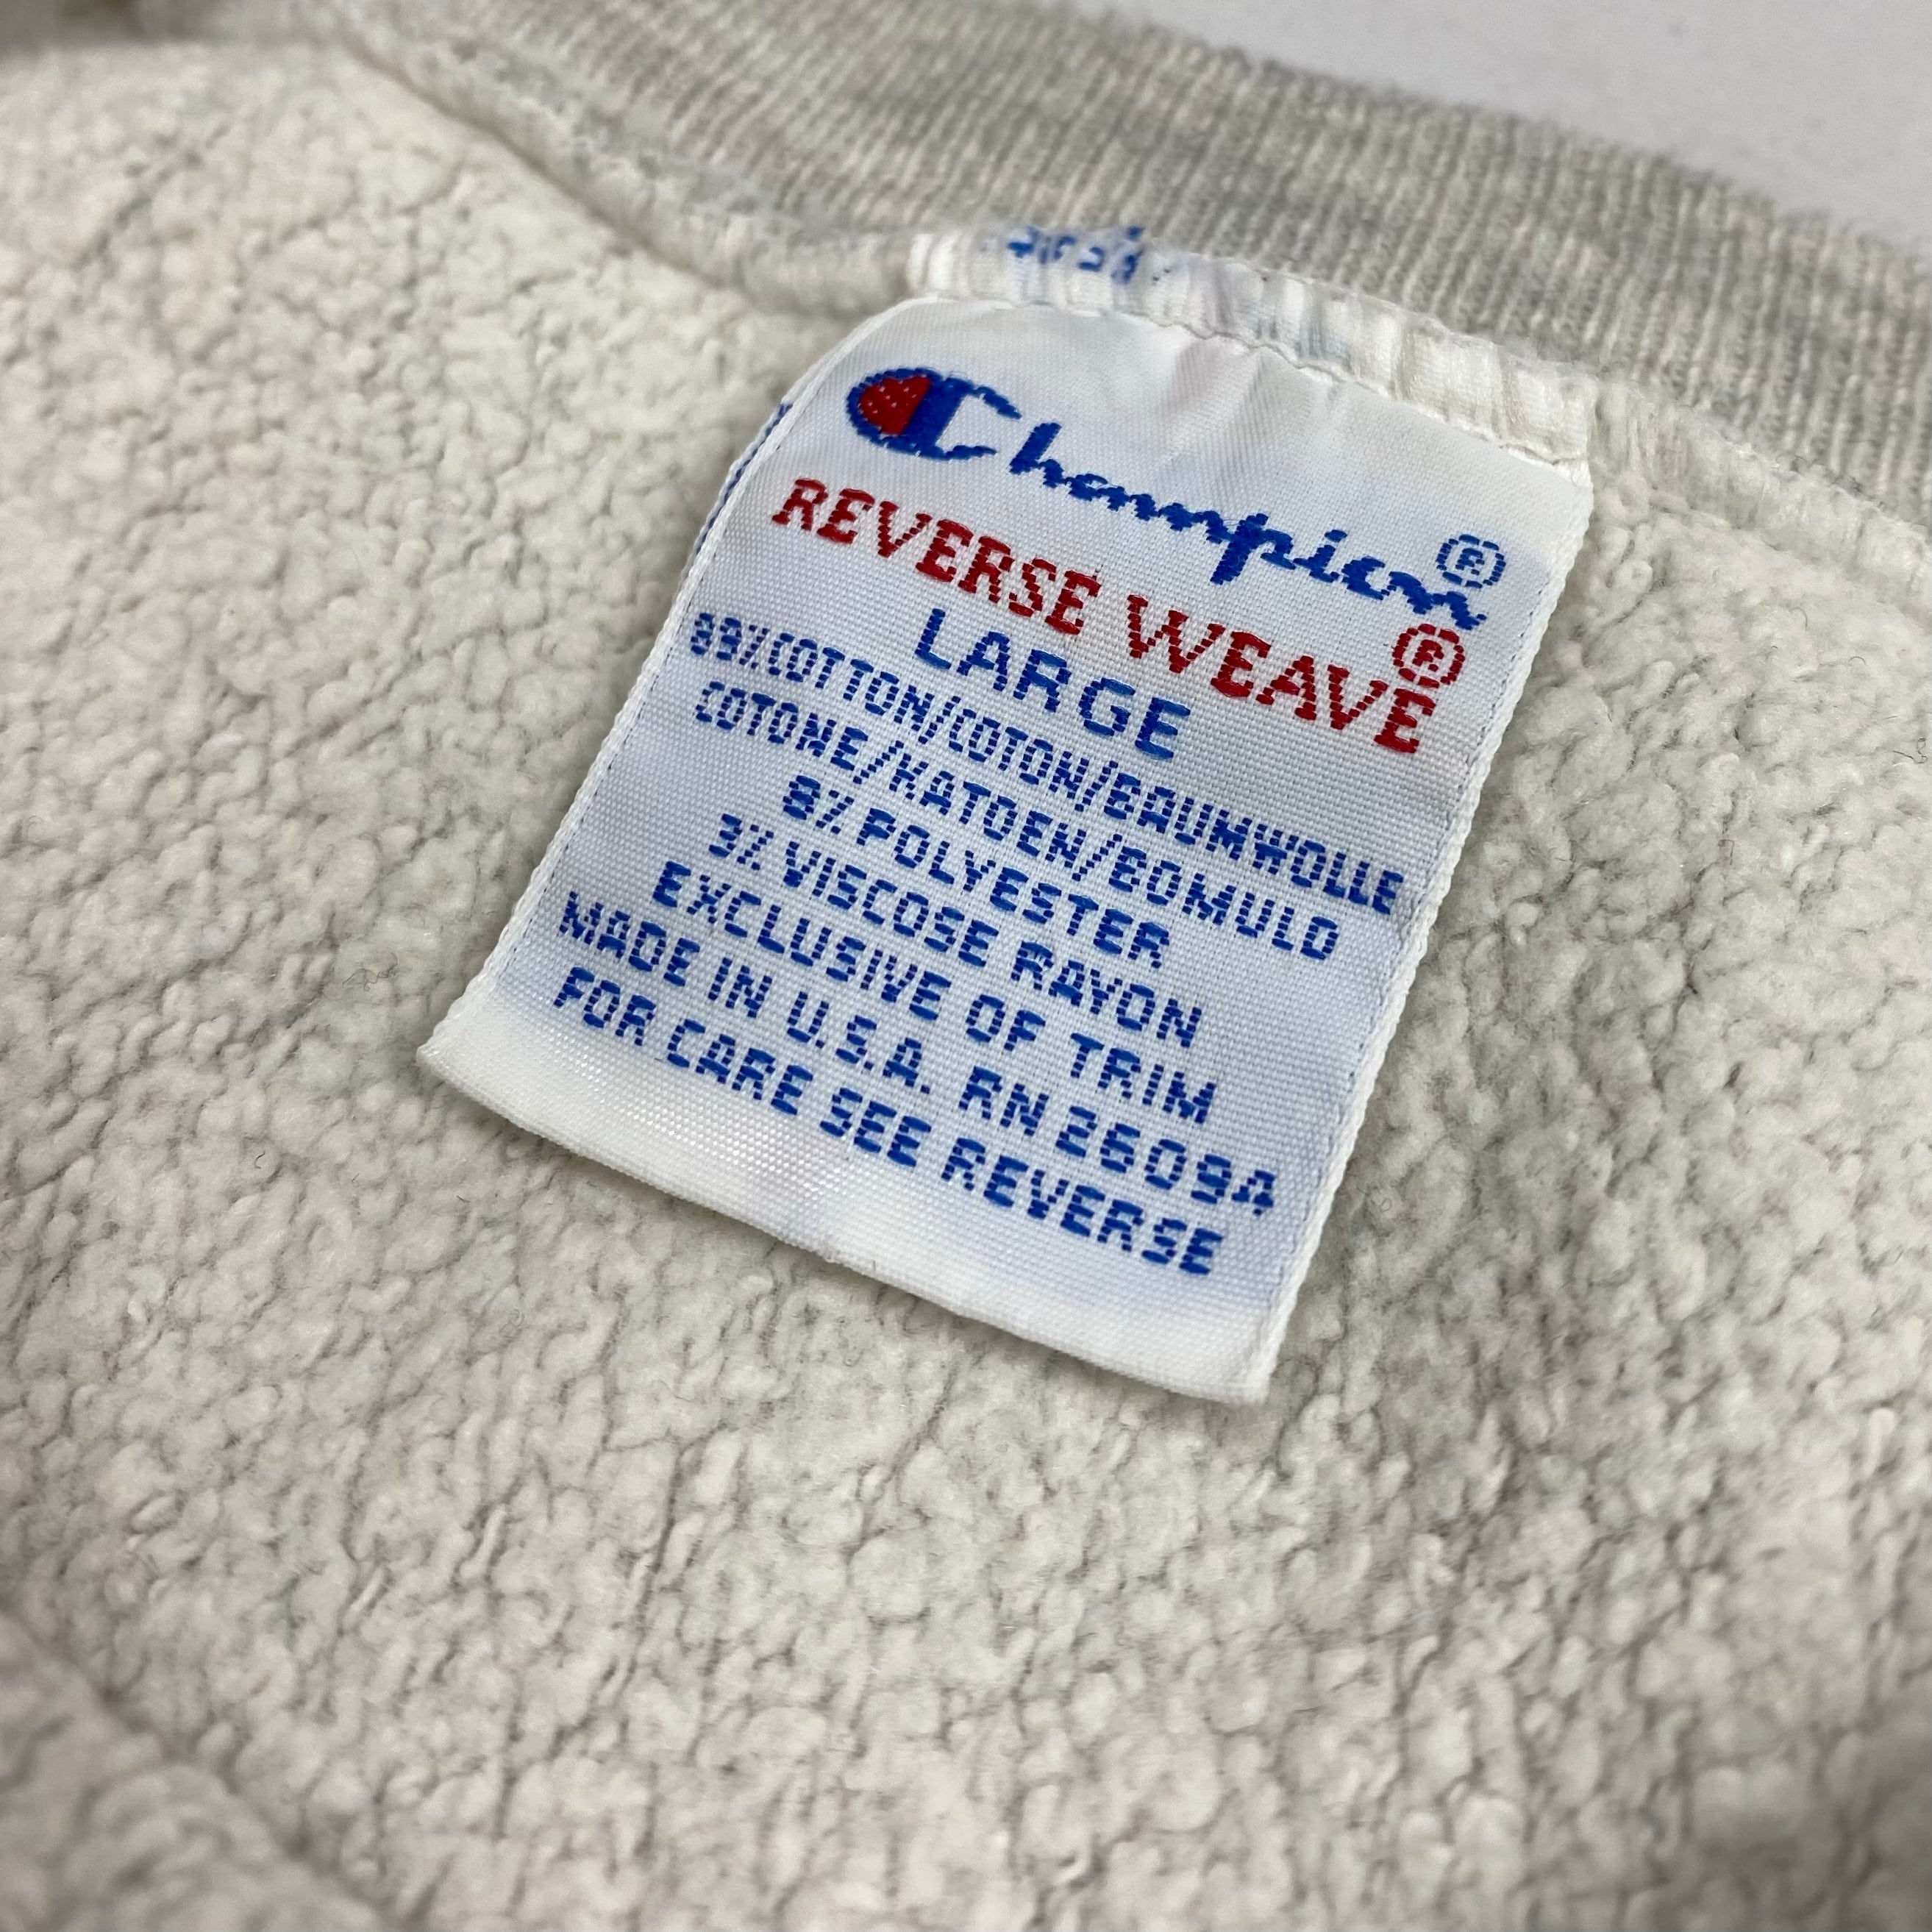 Champion®
REVERSE WEAVE®
LARGE
89% COTTON/COTON/BAUMWOLLE
COTONE/KATOEN/BOMULD
8% POLYESTER
3% VISCOSE RAYON
EXCLUSIVE OF TRIM
MADE IN U.S.A. RN 26094
FOR CARE SEE REVERSE